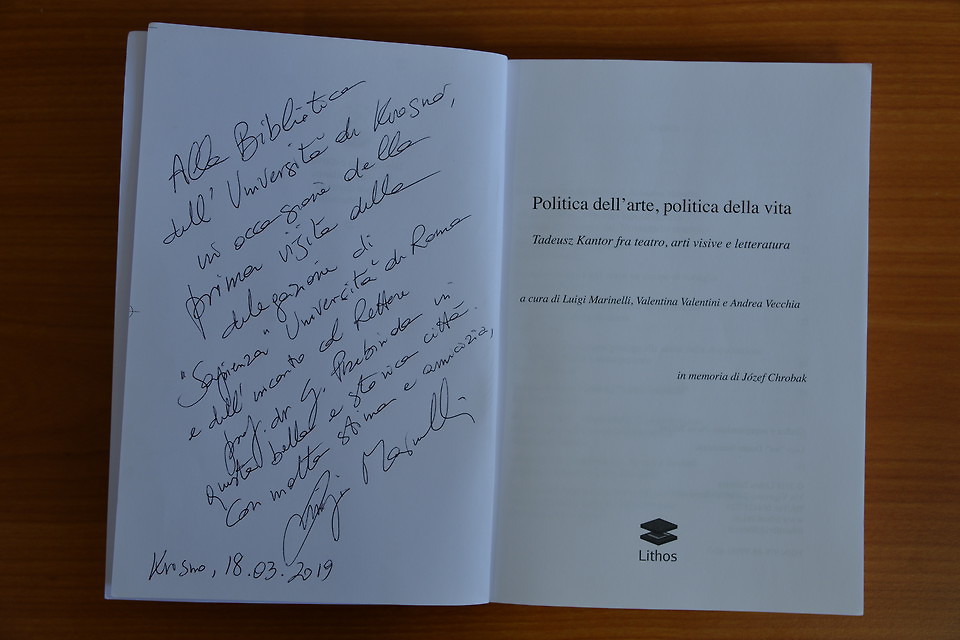 Alla Biblioteca
dell'Università di Krosno,
in occasione della
prima visita della
delegazione di
"Sapienza" Università di Roma
e dell'incontro col Rettore
prof. dr. G. Przebinda in
questa bella e storica città.
Con molta stima e amicizia,
Luigi Marinelli
Krosno, 18.03.2019
Politica dell'arte, politica della vita
Tadeusz Kantor fra teatro, arti visive e letteratura
a cura di Luigi Marinelli, Valentina Valentini e Andrea Vecchia
in memoria di Józef Chrobak
Lithos